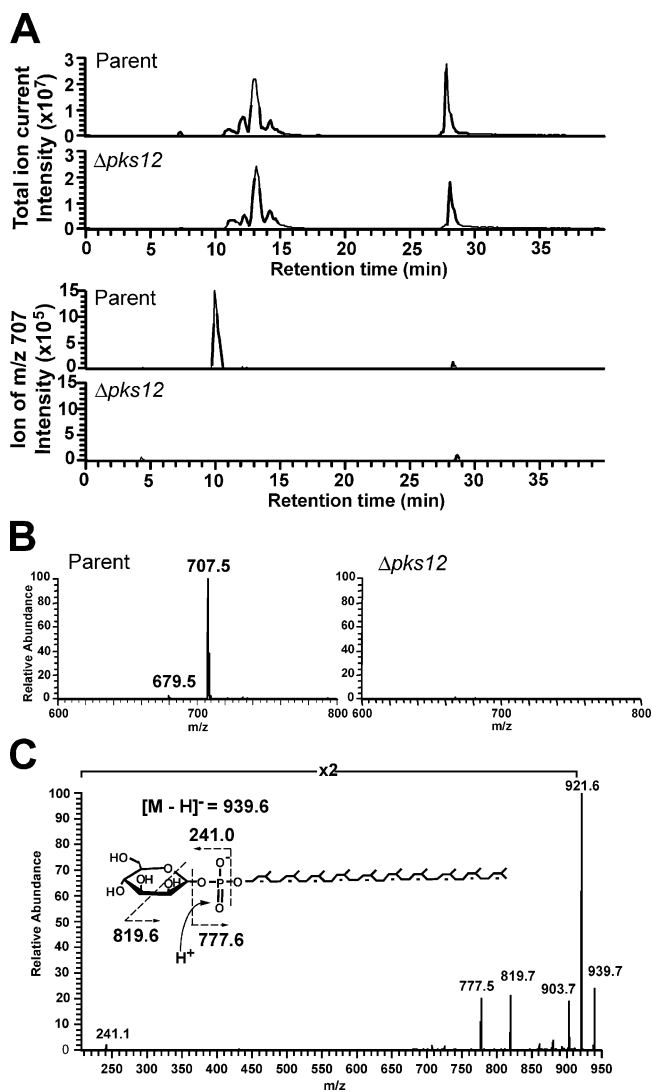 A
Total ion current
Intensity (x10⁷)
Parent
3
2
1
0
Δpks12
3
2
1
0
0 5 10 15 20 25 30 35
Retention time (min)
Ion of m/z 707
Intensity (x10⁵)
Parent
15
10
5
0
Δpks12
15
10
5
0
0 5 10 15 20 25 30 35
Retention time (min)
B
Parent
707.5
679.5
Relative Abundance
100
80
60
40
20
0
600 700 800
m/z
Δpks12
100
80
60
40
20
0
600 700 800
m/z
C
x2
[M - H]⁻ = 939.6
241.0
HO
HO
OH
HO
OH
O
O
O⁻
P
O
O
819.6
777.6
H⁺
921.6
777.5
819.7
903.7
939.7
241.1
Relative Abundance
100
90
80
70
60
50
40
30
20
10
0
250 300 350 400 450 500 550 600 650 700 750 800 850 900 950
m/z